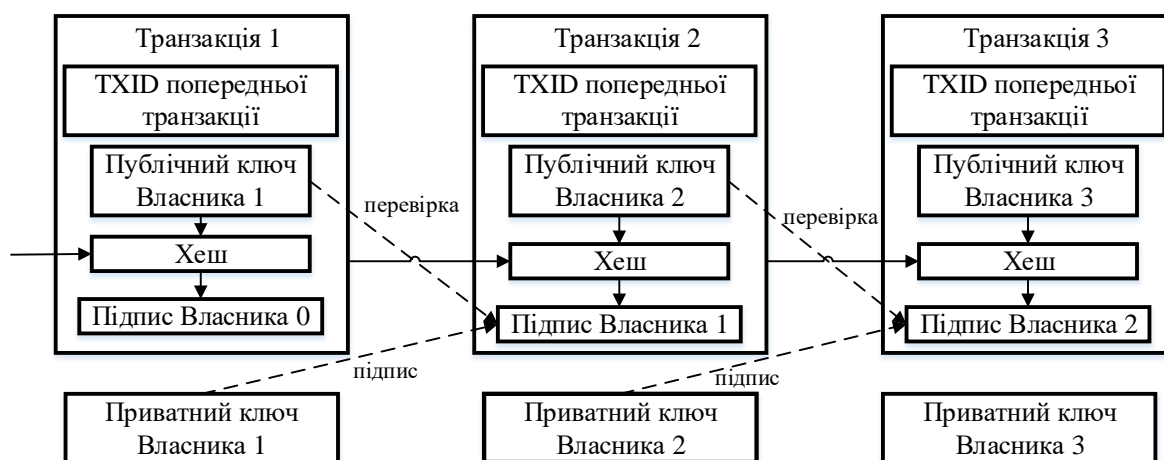 Транзакція 1
TXID попередньої
транзакції
Публічний ключ
Власника 1
Хеш
Підпис Власника 0
перевірка
Транзакція 2
TXID попередньої
транзакції
Публічний ключ
Власника 2
Хеш
Підпис Власника 1
перевірка
Транзакція 3
TXID попередньої
транзакції
Публічний ключ
Власника 3
Хеш
Підпис Власника 2
підпис
підпис
Приватний ключ
Власника 1
Приватний ключ
Власника 2
Приватний ключ
Власника 3